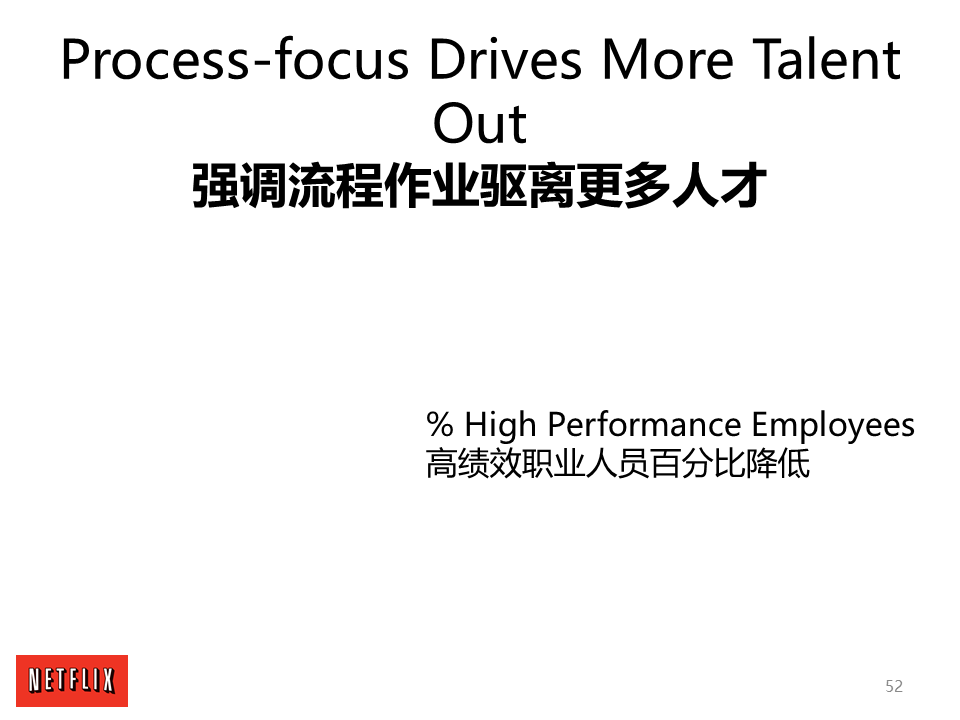 Process-focus Drives More Talent
Out
强调流程作业驱离更多人才
% High Performance Employees
高绩效职业人员百分比降低
NETFLIX
52